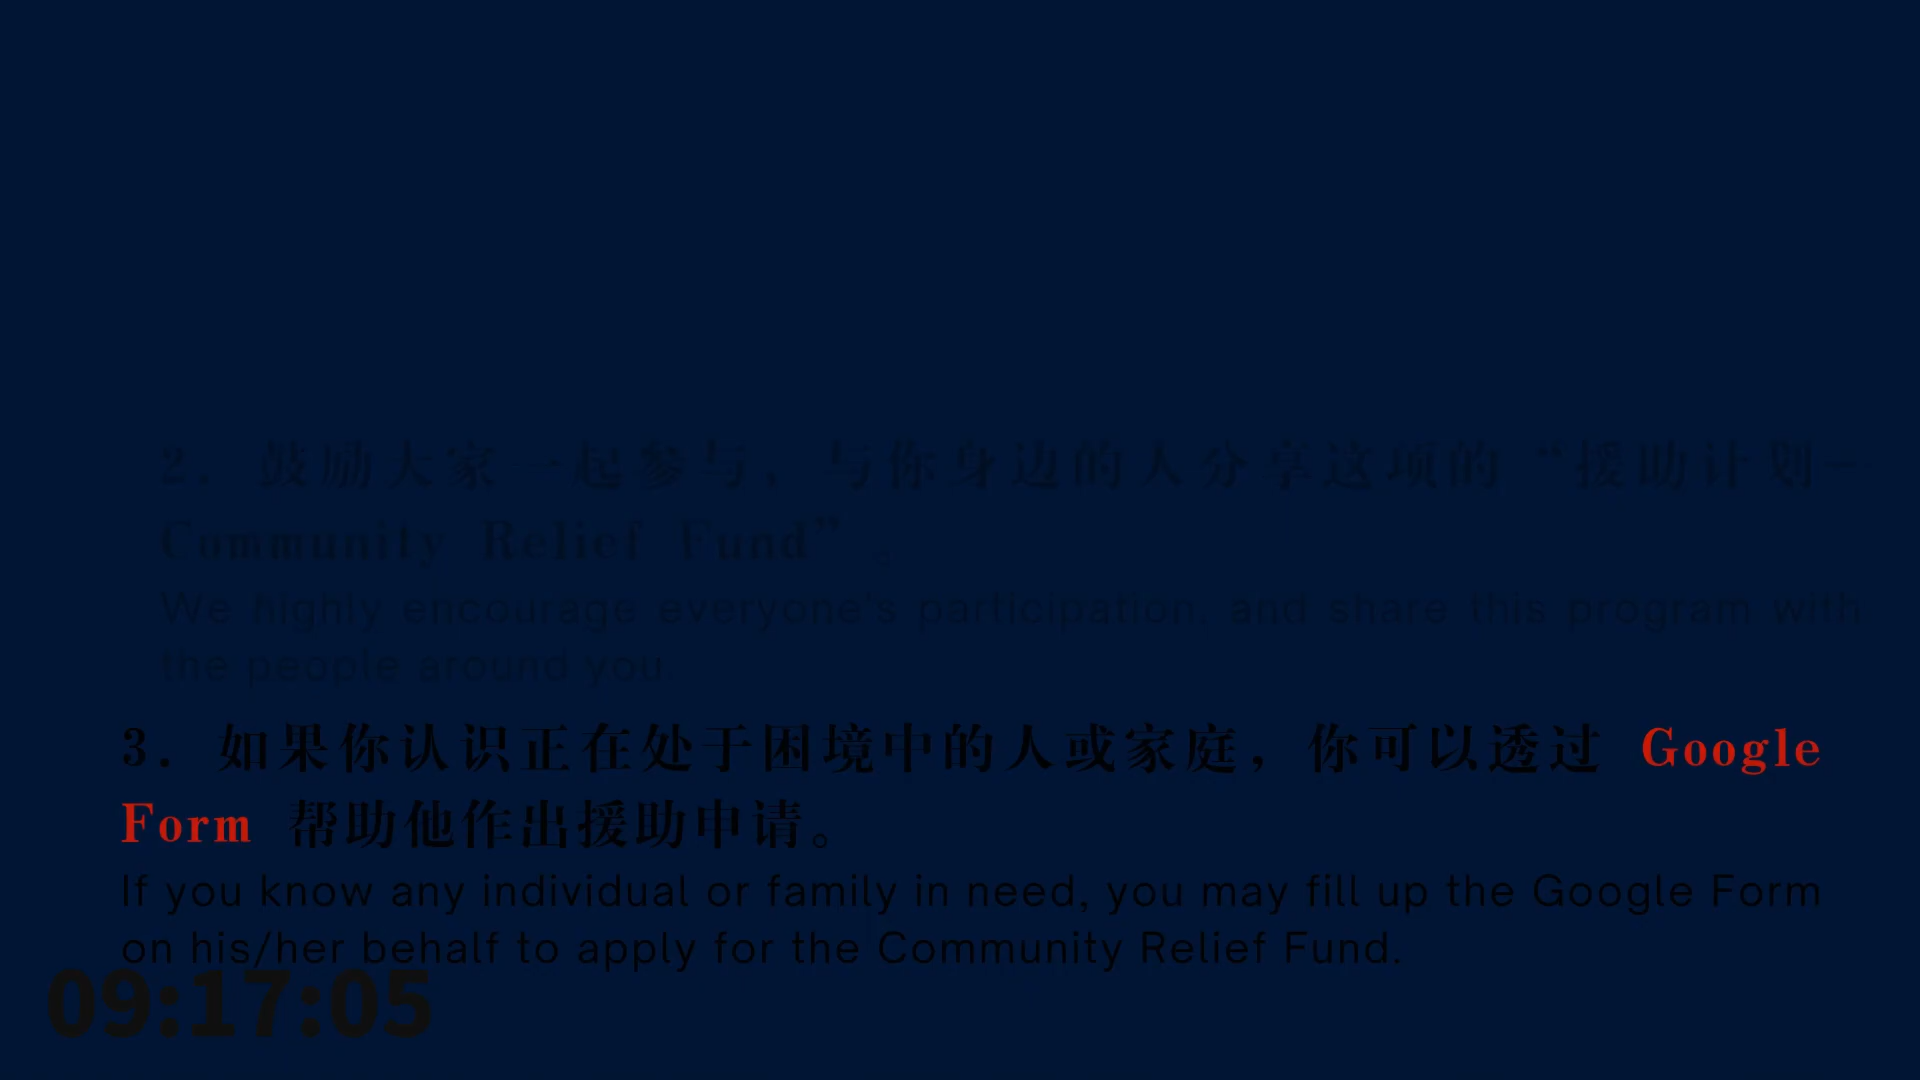 2. 鼓励大家一起参与，与你身边的人分享这项的“援助计划-
Community Relief Fund”。
We highly encourage everyone's participation, and share this program with
the people around you.
3. 如果你认识正在处于困境中的人或家庭，你可以透过 Google
Form 帮助他作出援助申请。
If you know any individual or family in need, you may fill up the Google Form
on his/her behalf to apply for the Community Relief Fund.
09:17:05